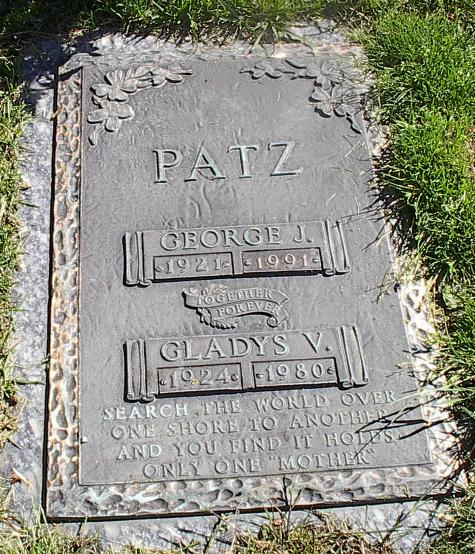 PATZ
GEORGE J.
1921 1991
TOGETHER
FOREVER
GLADYS V.
1924 1980
SEARCH THE WORLD OVER
ONE SHORE TO ANOTHER
AND YOU FIND IT HOLDS
ONLY ONE "MOTHER"